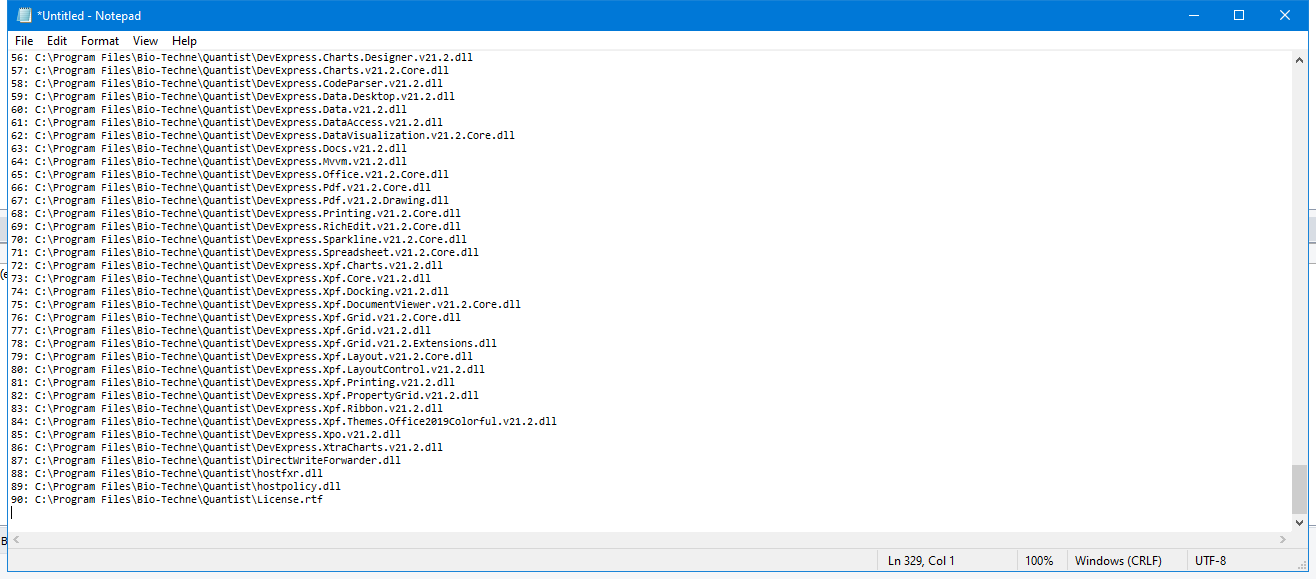 *Untitled - Notepad
File Edit Format View Help
56: C:\Program Files\Bio-Techne\Quantist\DevExpress.Charts.Designer.v21.2.dll
57: C:\Program Files\Bio-Techne\Quantist\DevExpress.Charts.v21.2.Core.dll
58: C:\Program Files\Bio-Techne\Quantist\DevExpress.CodeParser.v21.2.dll
59: C:\Program Files\Bio-Techne\Quantist\DevExpress.Data.Desktop.v21.2.dll
60: C:\Program Files\Bio-Techne\Quantist\DevExpress.Data.v21.2.dll
61: C:\Program Files\Bio-Techne\Quantist\DevExpress.DataAccess.v21.2.dll
62: C:\Program Files\Bio-Techne\Quantist\DevExpress.DataVisualization.v21.2.Core.dll
63: C:\Program Files\Bio-Techne\Quantist\DevExpress.Docs.v21.2.dll
64: C:\Program Files\Bio-Techne\Quantist\DevExpress.Mvvm.v21.2.dll
65: C:\Program Files\Bio-Techne\Quantist\DevExpress.Office.v21.2.Core.dll
66: C:\Program Files\Bio-Techne\Quantist\DevExpress.Pdf.v21.2.Core.dll
67: C:\Program Files\Bio-Techne\Quantist\DevExpress.Pdf.v21.2.Drawing.dll
68: C:\Program Files\Bio-Techne\Quantist\DevExpress.Printing.v21.2.Core.dll
69: C:\Program Files\Bio-Techne\Quantist\DevExpress.RichEdit.v21.2.Core.dll
70: C:\Program Files\Bio-Techne\Quantist\DevExpress.Sparkline.v21.2.Core.dll
71: C:\Program Files\Bio-Techne\Quantist\DevExpress.Spreadsheet.v21.2.Core.dll
72: C:\Program Files\Bio-Techne\Quantist\DevExpress.Xpf.Charts.v21.2.dll
73: C:\Program Files\Bio-Techne\Quantist\DevExpress.Xpf.Core.v21.2.dll
74: C:\Program Files\Bio-Techne\Quantist\DevExpress.Xpf.Docking.v21.2.dll
75: C:\Program Files\Bio-Techne\Quantist\DevExpress.Xpf.DocumentViewer.v21.2.Core.dll
76: C:\Program Files\Bio-Techne\Quantist\DevExpress.Xpf.Grid.v21.2.Core.dll
77: C:\Program Files\Bio-Techne\Quantist\DevExpress.Xpf.Grid.v21.2.dll
78: C:\Program Files\Bio-Techne\Quantist\DevExpress.Xpf.Grid.v21.2.Extensions.dll
79: C:\Program Files\Bio-Techne\Quantist\DevExpress.Xpf.Layout.v21.2.Core.dll
80: C:\Program Files\Bio-Techne\Quantist\DevExpress.Xpf.LayoutControl.v21.2.dll
81: C:\Program Files\Bio-Techne\Quantist\DevExpress.Xpf.Printing.v21.2.dll
82: C:\Program Files\Bio-Techne\Quantist\DevExpress.Xpf.PropertyGrid.v21.2.dll
83: C:\Program Files\Bio-Techne\Quantist\DevExpress.Xpf.Ribbon.v21.2.dll
84: C:\Program Files\Bio-Techne\Quantist\DevExpress.Xpf.Themes.Office2019Colorful.v21.2.dll
85: C:\Program Files\Bio-Techne\Quantist\DevExpress.Xpo.v21.2.dll
86: C:\Program Files\Bio-Techne\Quantist\DevExpress.XtraCharts.v21.2.dll
87: C:\Program Files\Bio-Techne\Quantist\DirectWriteForwarder.dll
88: C:\Program Files\Bio-Techne\Quantist\hostfxr.dll
89: C:\Program Files\Bio-Techne\Quantist\hostpolicy.dll
90: C:\Program Files\Bio-Techne\Quantist\License.rtf
Ln 329, Col 1 100% Windows (CRLF) UTF-8